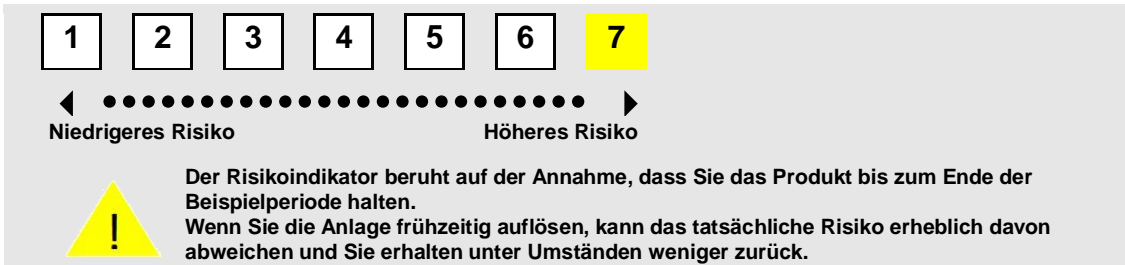 1 2 3 4 5 6 7
Niedrigeres Risiko Höheres Risiko
Der Risikoindikator beruht auf der Annahme, dass Sie das Produkt bis zum Ende der
Beispielperiode halten.
Wenn Sie die Anlage frühzeitig auflösen, kann das tatsächliche Risiko erheblich davon
abweichen und Sie erhalten unter Umständen weniger zurück.
!